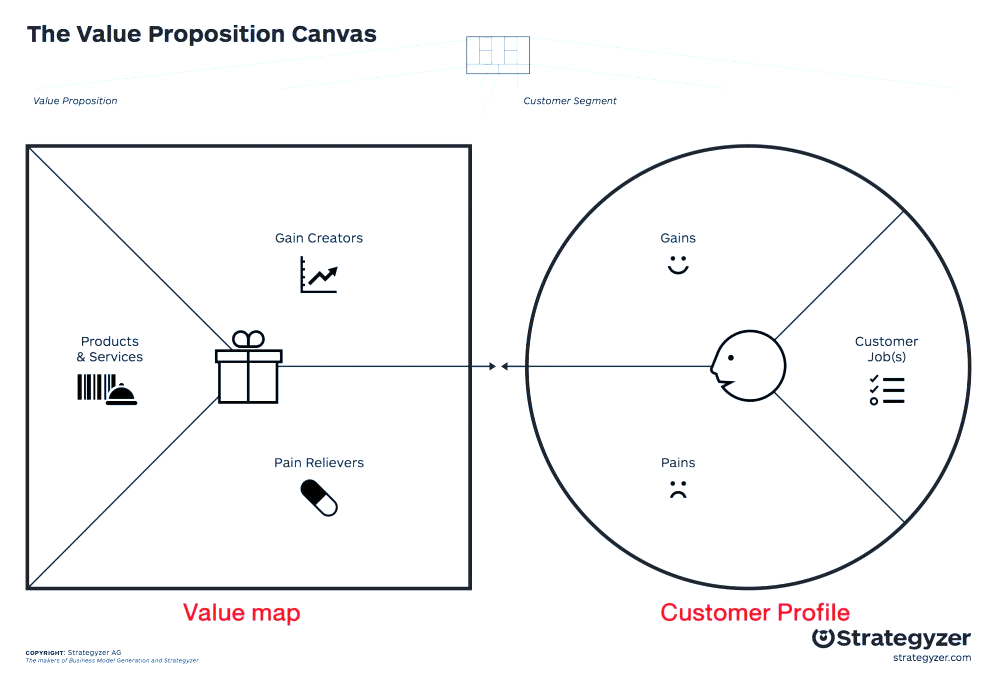 The Value Proposition Canvas
Value Proposition
Customer Segment
Gain Creators
Gains
Products
& Services
Customer
Job(s)
Pain Relievers
Pains
Value map
Customer Profile
Strategyzer
COPYRIGHT: Strategyzer AG
The makers of Business Model Generation and Strategyzer
strategyzer.com